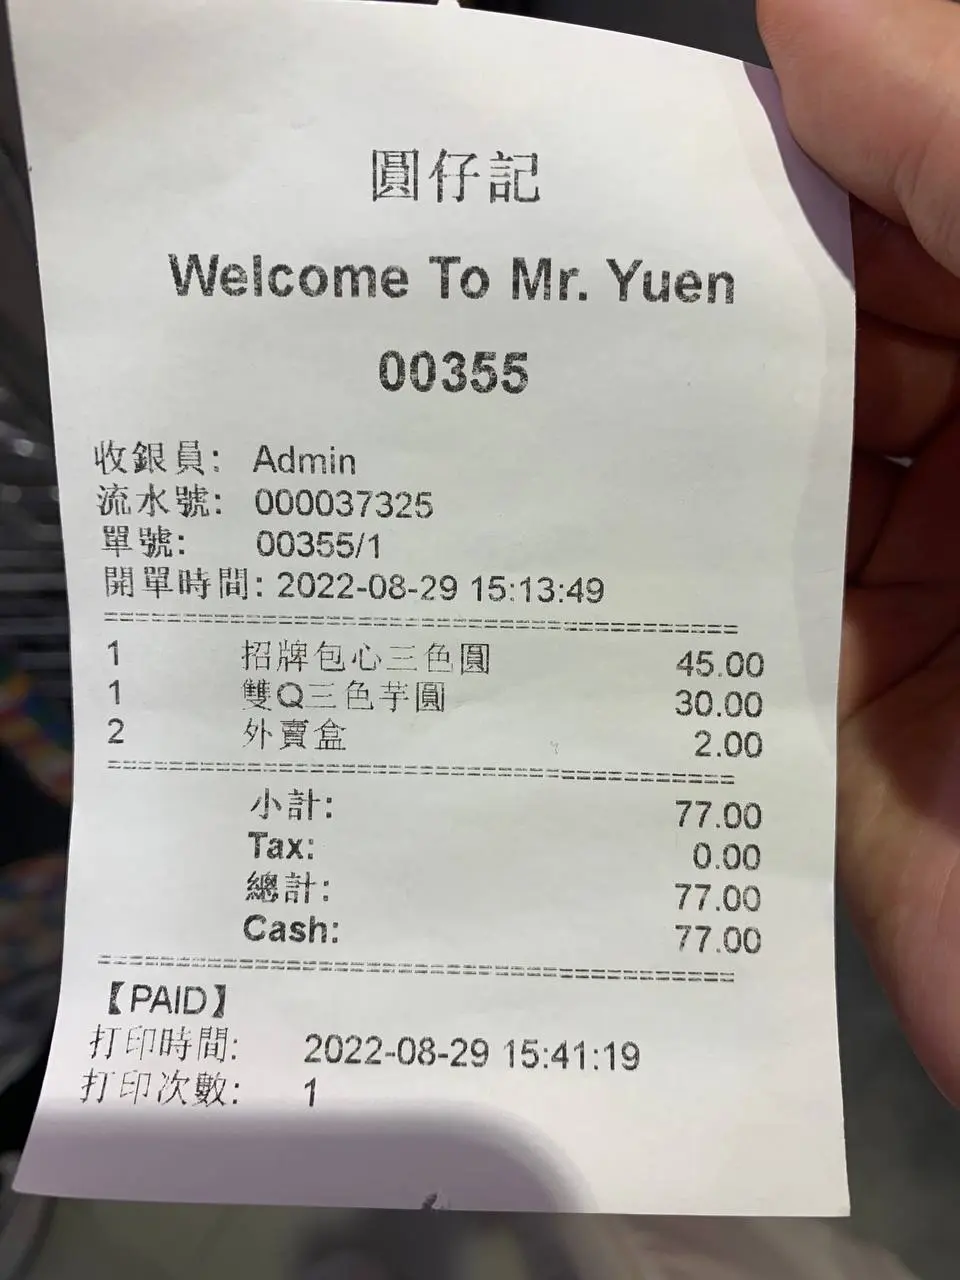 圓仔記
Welcome To Mr. Yuen
00355
收銀員: Admin
流水號: 000037325
單號: 00355/1
開單時間: 2022-08-29 15:13:49
1 招牌包心三色圓 45.00
1 雙Q三色芋圓 30.00
2 外賣盒 2.00
小計: 77.00
Tax: 0.00
總計: 77.00
Cash: 77.00
【PAID】
打印時間: 2022-08-29 15:41:19
打印次數: 1